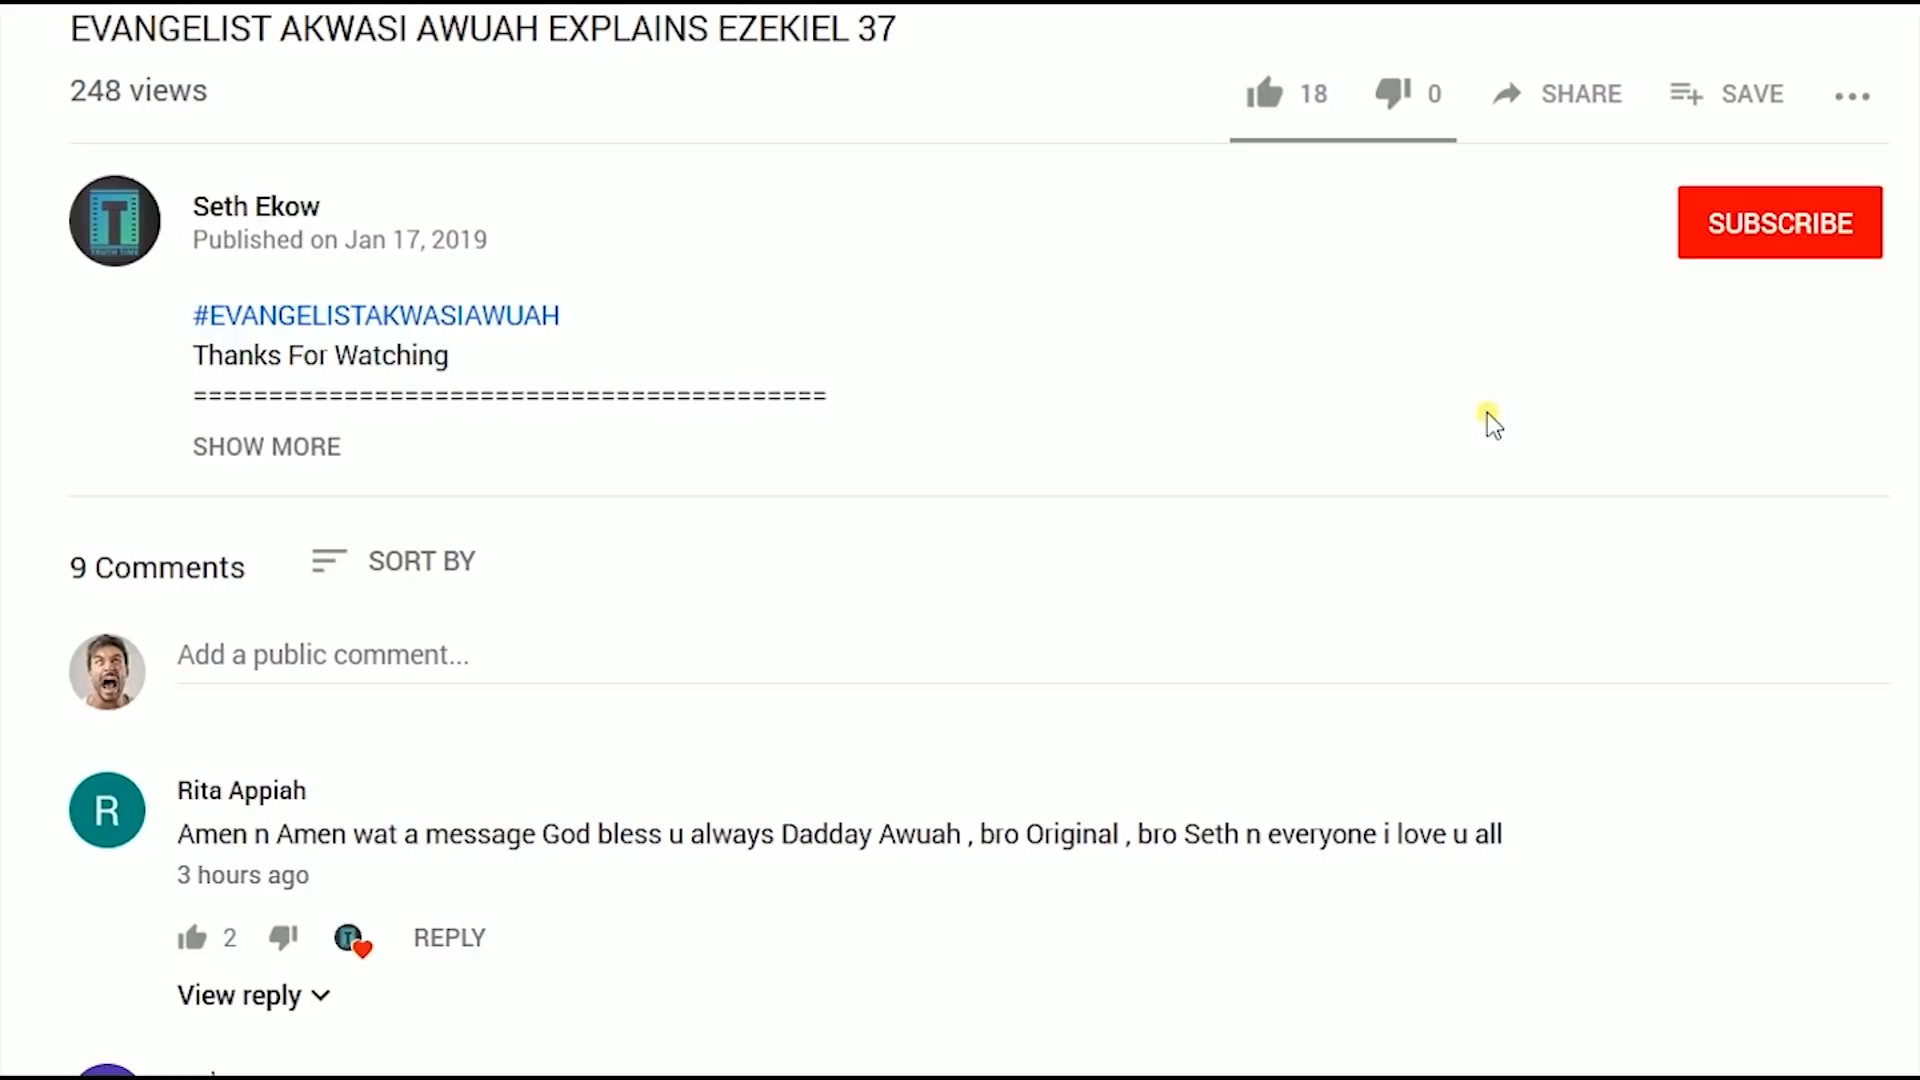 EVANGELIST AKWASI AWUAH EXPLAINS EZEKIEL 37
248 views
18
0
SHARE
SAVE
Seth Ekow
Published on Jan 17, 2019
SUBSCRIBE
#EVANGELISTAKWASIAWUAH
Thanks For Watching
==========================================
SHOW MORE
9 Comments
SORT BY
Add a public comment...
R
Rita Appiah
Amen n Amen wat a message God bless u always Dadday Awuah , bro Original , bro Seth n everyone i love u all
3 hours ago
2
REPLY
View reply